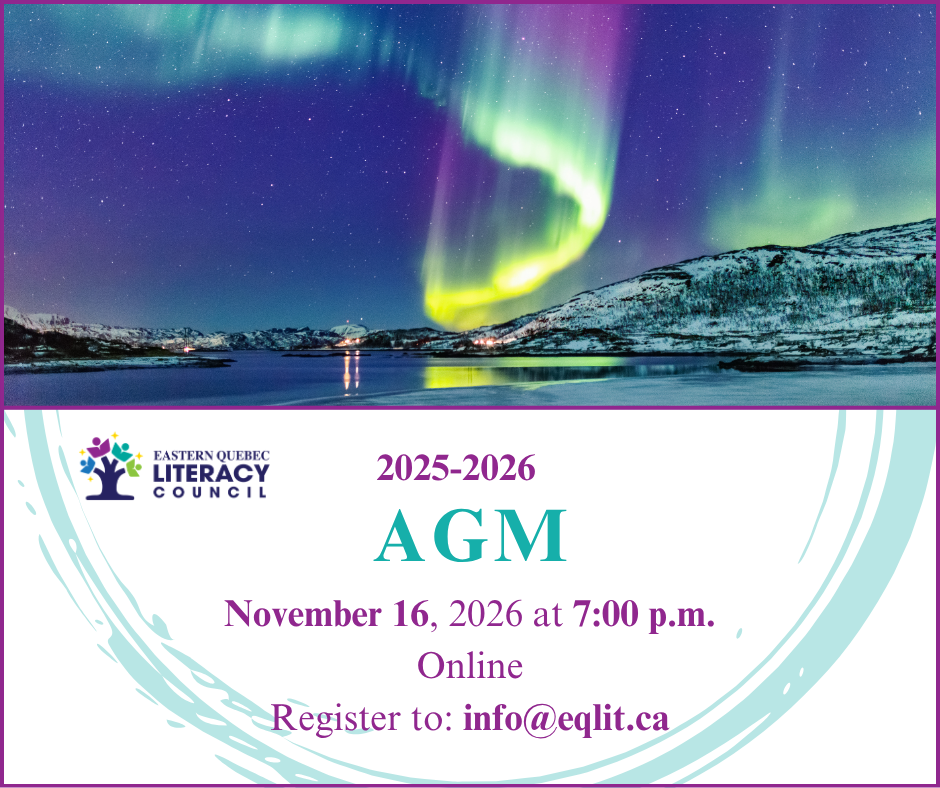 EASTERN QUEBEC
LITERACY
COUNCIL
2025-2026
AGM
November 16, 2026 at 7:00 p.m.
Online
Register to: info@eqlit.ca